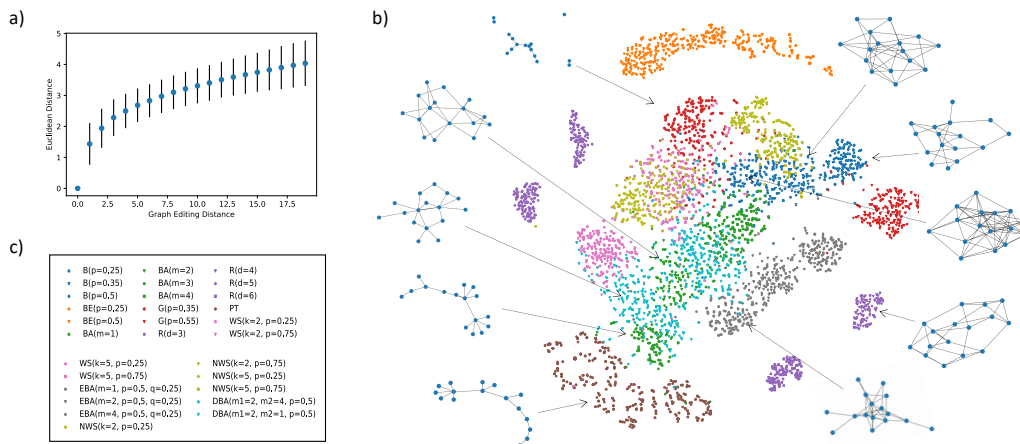 a)
b)
Euclidean Distance
5
4
3
2
1
0
0.0 2.5 5.0 7.5 10.0 12.5 15.0 17.5
Graph Editing Distance
c)
B(p=0,25) BA(m=2) R(d=4)
B(p=0.35) BA(m=3) R(d=5)
B(p=0.5) BA(m=4) R(d=6)
BE(p=0,25) G(p=0,35) PT
BE(p=0.5) G(p=0.55) WS(k=2, p=0.25)
BA(m=1) R(d=3) WS(k=2, p=0.75)
WS(k=5, p=0,25) NWS(k=2, p=0.75)
WS(k=5, p=0.75) NWS(k=5, p=0.25)
EBA(m=1, p=0.5, q=0.25) NWS(k=5, p=0.75)
EBA(m=2, p=0.5, q=0.25) DBA(m1=2, m2=4, p=0,5)
EBA(m=4, p=0.5, q=0.25) DBA(m1=2, m2=1, p=0.5)
NWS(k=2, p=0.25)